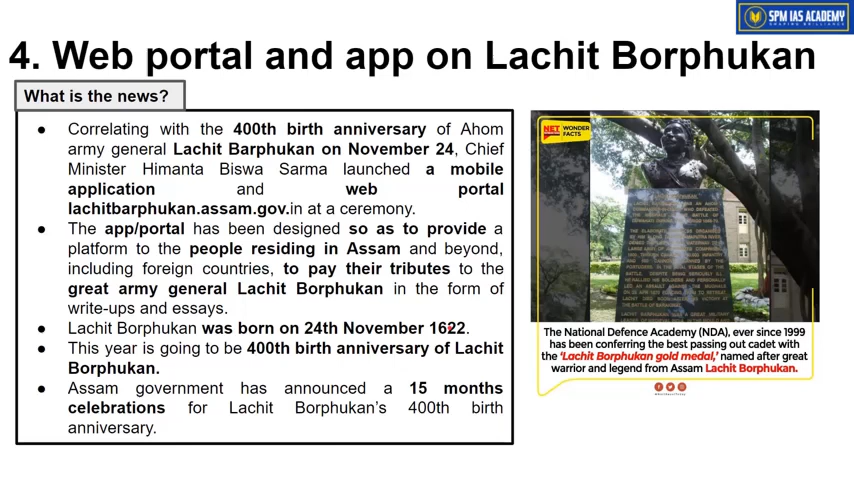 SPM IAS ACADEMY
SHAPING BRILLIANCE
4. Web portal and app on Lachit Borphukan
What is the news?
● Correlating with the 400th birth anniversary of Ahom
army general Lachit Barphukan on November 24, Chief
Minister Himanta Biswa Sarma launched a mobile
application and web portal
lachitbarphukan.assam.gov.in at a ceremony.
● The app/portal has been designed so as to provide a
platform to the people residing in Assam and beyond,
including foreign countries, to pay their tributes to the
great army general Lachit Borphukan in the form of
write-ups and essays.
● Lachit Borphukan was born on 24th November 1622.
● This year is going to be 400th birth anniversary of Lachit
Borphukan.
● Assam government has announced a 15 months
celebrations for Lachit Borphukan's 400th birth
anniversary.
NET WONDER
FACTS
The National Defence Academy (NDA), ever since 1999
has been conferring the best passing out cadet with
the 'Lachit Borphukan gold medal,' named after great
warrior and legend from Assam Lachit Borphukan.